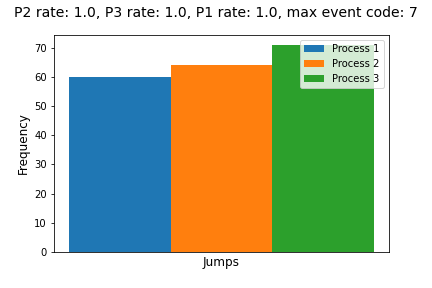 P2 rate: 1.0, P3 rate: 1.0, P1 rate: 1.0, max event code: 7
Process 1
Process 2
Process 3
70
60
50
40
30
20
10
0
Frequency
Jumps